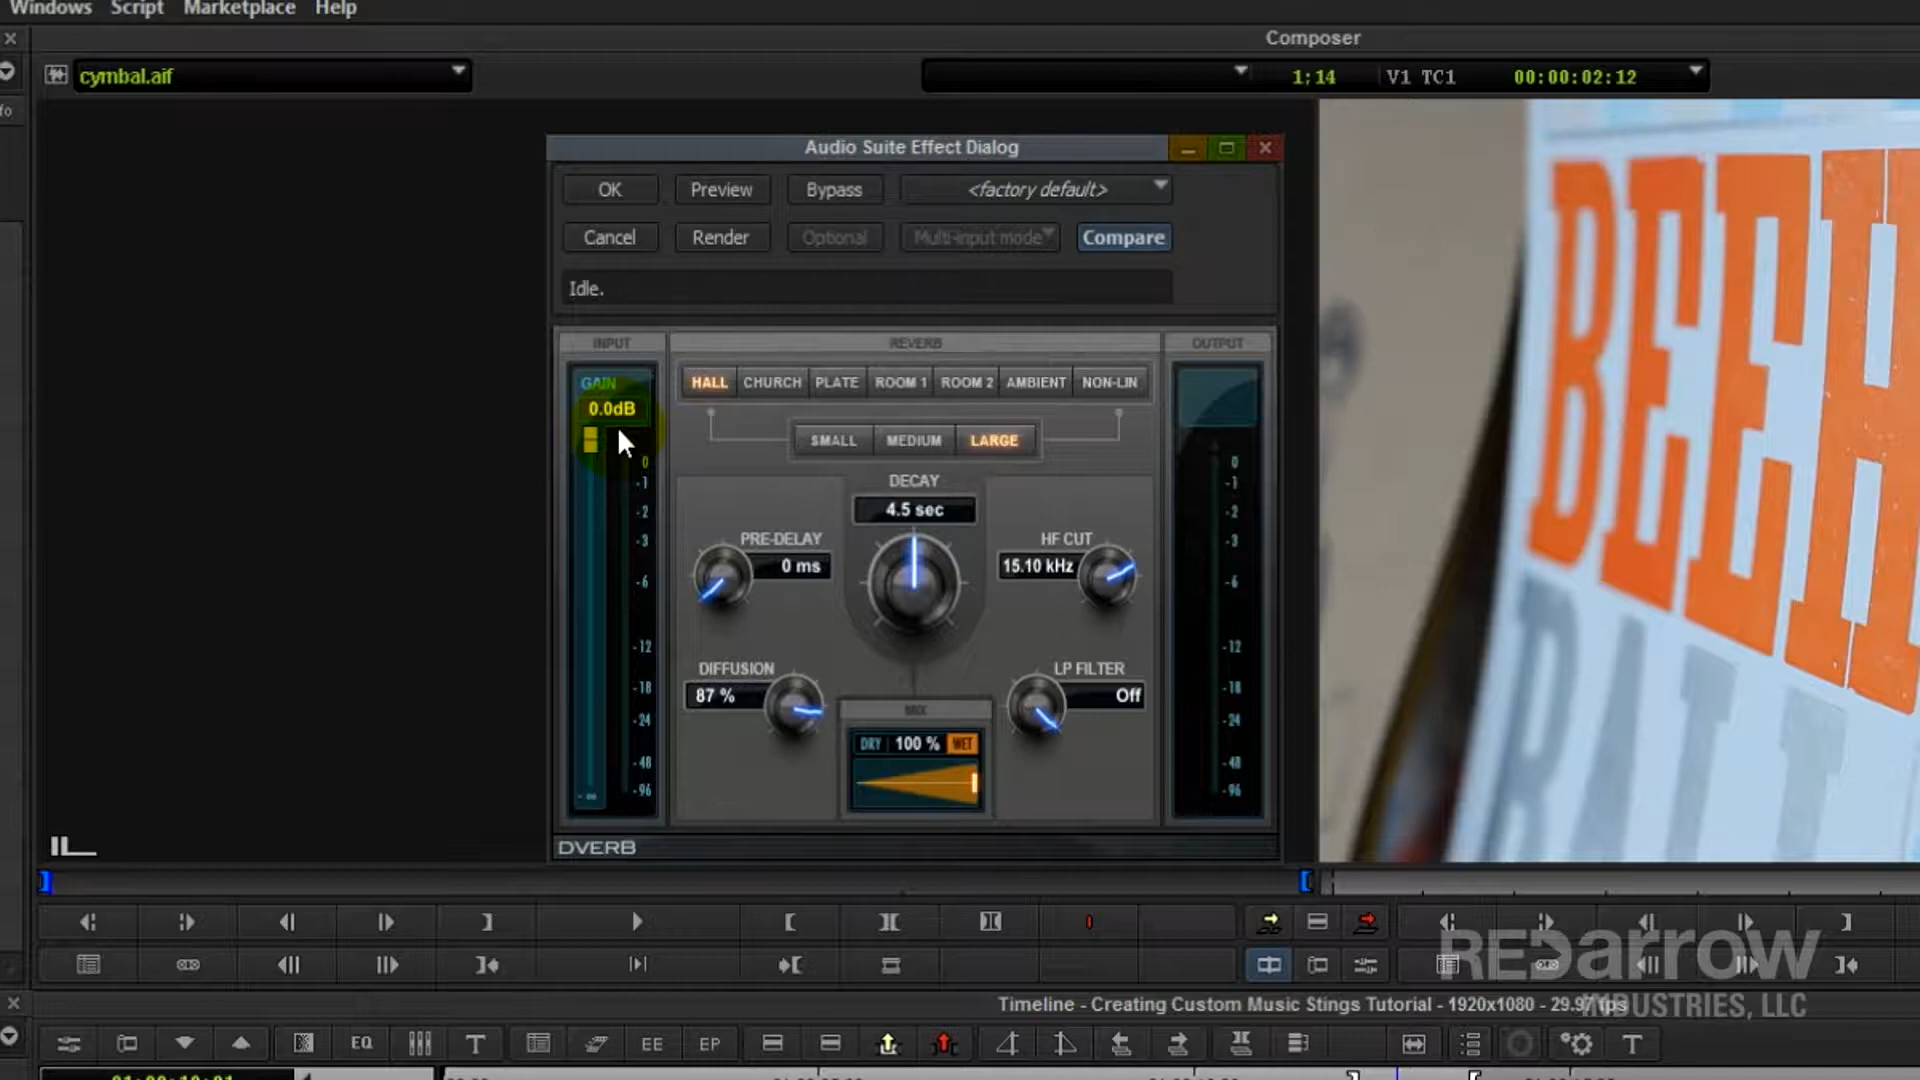 Windows Script Marketplace Help
Composer
cymbal.aif
1;14 V1 TC1 00:00:02:12
fo
Audio Suite Effect Dialog
OK Preview Bypass <factory default>
Cancel Render Optional Multi-input mode Compare
Idle.
INPUT REVERB OUTPUT
GAIN
0.0dB
HALL CHURCH PLATE ROOM 1 ROOM 2 AMBIENT NON-LIN
SMALL MEDIUM LARGE
0 0
-1 -1
-2 -2
-3 -3
-6 -6
-12 -12
-18 -18
-24 -24
-48 -48
-96 -96
DECAY
4.5 sec
PRE-DELAY
0 ms
HF CUT
15.10 kHz
DIFFUSION
87 %
LP FILTER
Off
MIX
DRY 100 % WET
DVERB
BEEH
BALT
REDarrow
INDUSTRIES, LLC
Timeline - Creating Custom Music Stings Tutorial - 1920x1080 - 29.97 fps
EQ T EE EP T